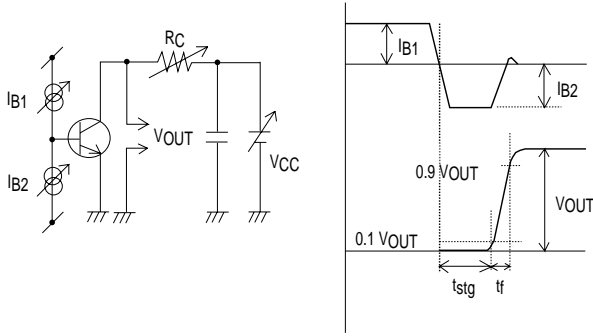 RC
IB1
VOUT
IB2
VCC
IB1
IB2
0.9 VOUT
VOUT
0.1 VOUT
tstg
tf